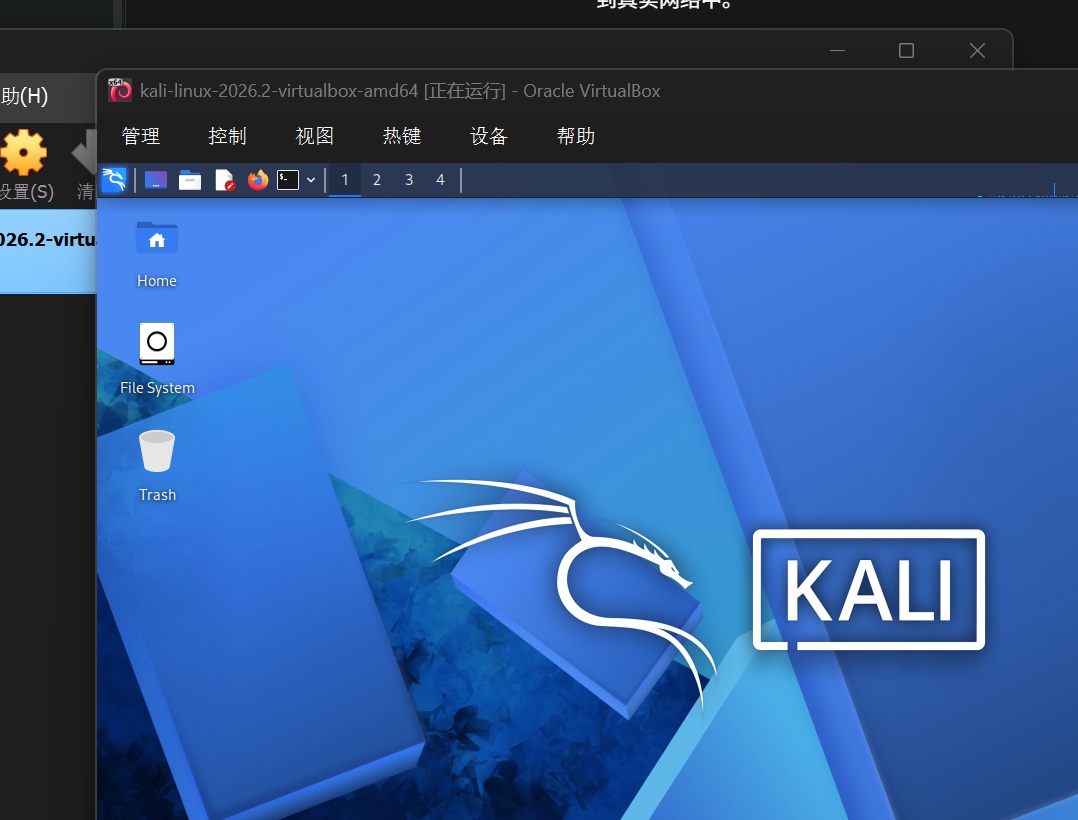 到真实网络中。
助(H)
kali-linux-2026.2-virtualbox-amd64 [正在运行] - Oracle VirtualBox
x64
管理 控制 视图 热键 设备 帮助
设置(S) 清
1 2 3 4
026.2-virtu
Home
File System
Trash
KALI